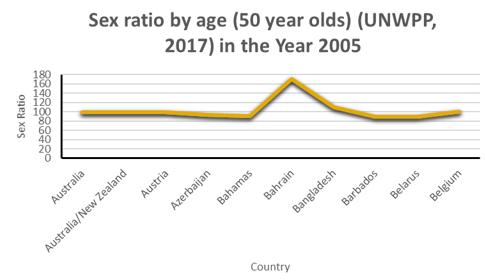 Sex ratio by age (50 year olds) (UNWPP,
2017) in the Year 2005
Sex Ratio
180
160
140
120
100
80
60
40
20
0
Australia
Australia/New Zealand
Austria
Azerbaijan
Bahamas
Bahrain
Bangladesh
Barbados
Belarus
Belgium
Country